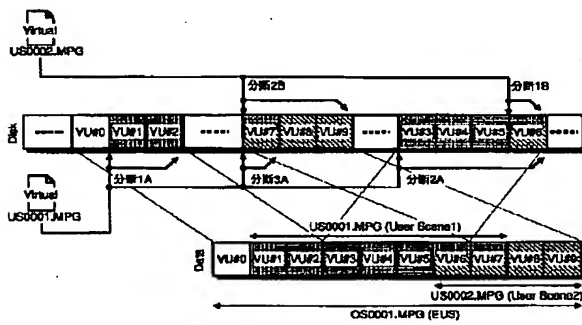 Virtual
US0002.MPG
分断2B
分断1B
Disk
-----
VU#0
VU#1
VU#2
-----
VU#7
VU#8
VU#9
-----
VU#3
VU#4
VU#5
VU#6
-----
分断1A
分断3A
分断2A
Virtual
US0001.MPG
US0001.MPG (User Scene1)
Data
VU#0
VU#1
VU#2
VU#3
VU#4
VU#5
VU#6
VU#7
VU#8
VU#9
US0002.MPG (User Scene2)
OS0001.MPG (EUS)